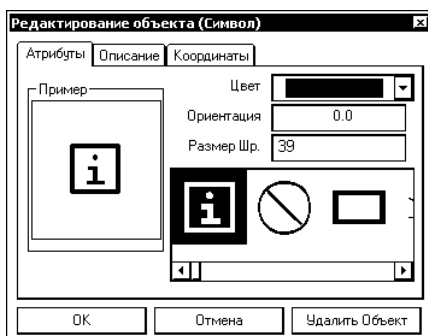 Редактирование объекта (Символ)
Атрибуты Описание Координаты
Пример
Цвет
Ориентация 0.0
Размер Шр. 39
OK Отмена Удалить Объект